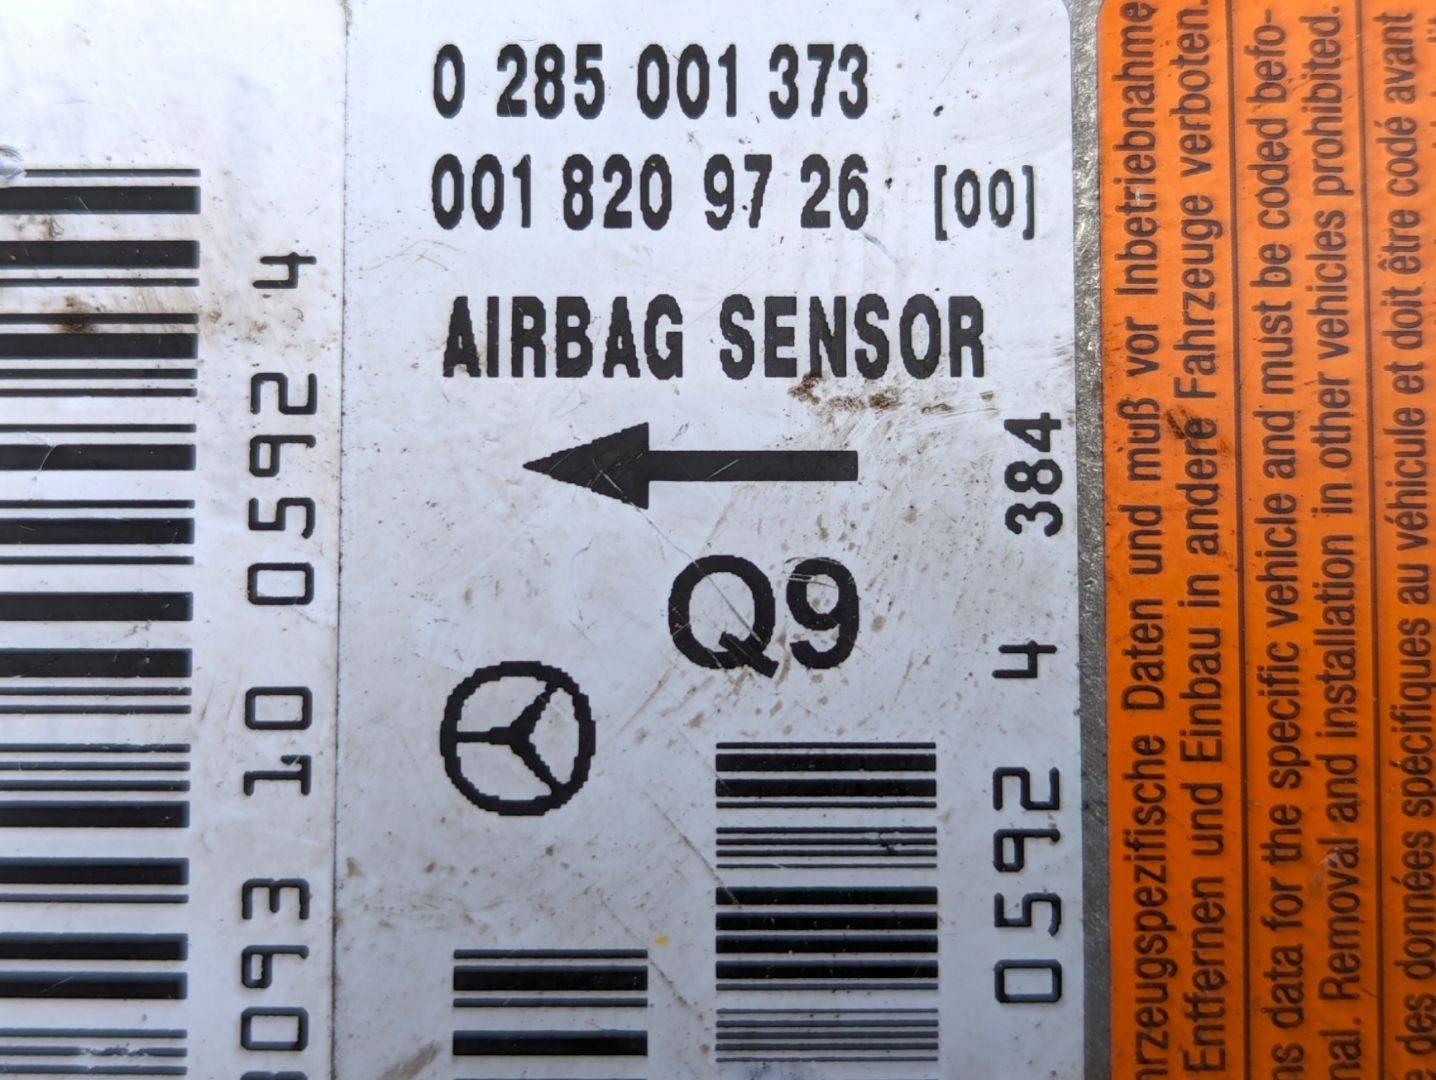 0 285 001 373
001 820 97 26 [00]
AIRBAG SENSOR
384
Q9
0592 4
093 10 0592 4
rzeugspezifische Daten und muß vor Inbetriebnahme
Entfernen und Einbau in andere Fahrzeuge verboten.
ns data for the specific vehicle and must be coded befo-
nal. Removal and installation in other vehicles prohibited.
des données spécifiques au véhicule et doit être codé avant